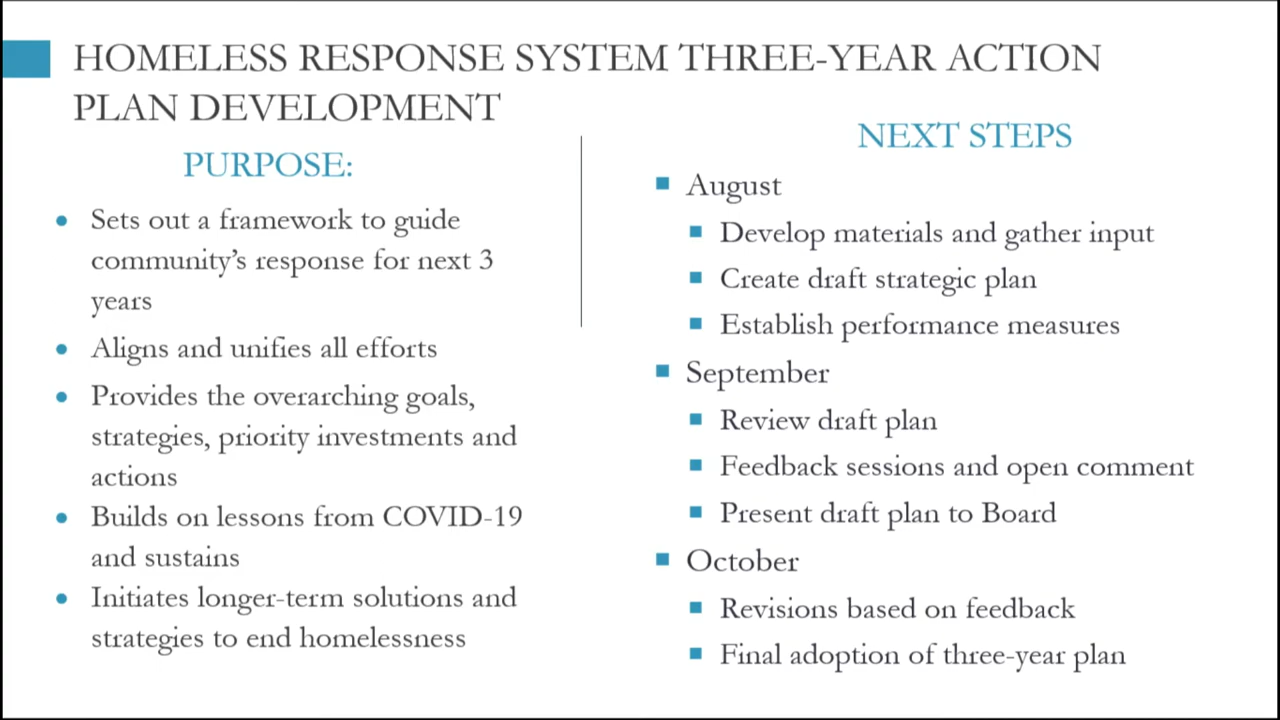 HOMELESS RESPONSE SYSTEM THREE-YEAR ACTION
PLAN DEVELOPMENT
PURPOSE:
Sets out a framework to guide
community's response for next 3
years
Aligns and unifies all efforts
Provides the overarching goals,
strategies, priority investments and
actions
Builds on lessons from COVID-19
and sustains
Initiates longer-term solutions and
strategies to end homelessness
NEXT STEPS
August
Develop materials and gather input
Create draft strategic plan
Establish performance measures
September
Review draft plan
Feedback sessions and open comment
Present draft plan to Board
October
Revisions based on feedback
Final adoption of three-year plan